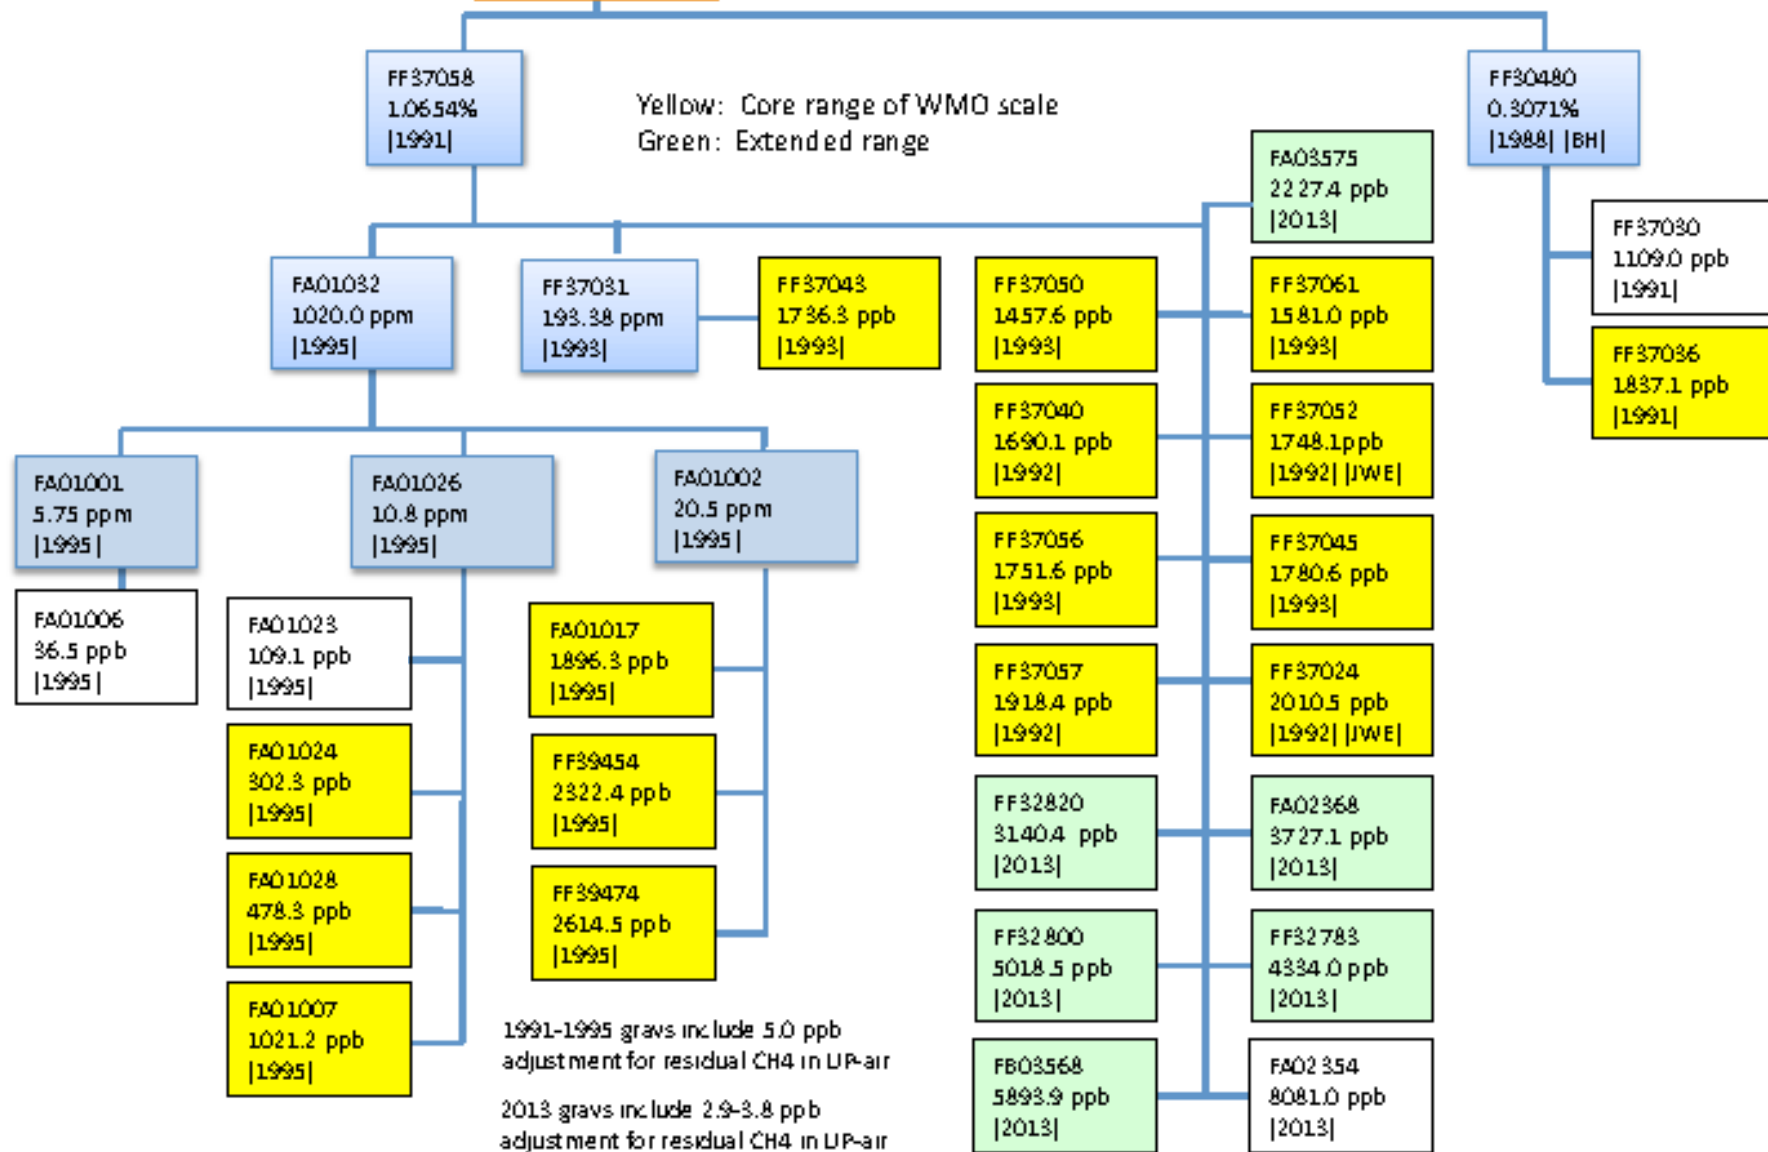 FF37058
1.0654%
|1991|
Yellow: Core range of WMO scale
Green: Extended range
FF30480
0.3071%
|1988| |BH|
FA03575
2227.4 ppb
|2013|
FF37030
1109.0 ppb
|1991|
FF37036
1837.1 ppb
|1991|
FA01032
1020.0 ppm
|1995|
FF37031
193.38 ppm
|1993|
FF37043
1736.3 ppb
|1993|
FF37050
1457.6 ppb
|1993|
FF37061
1581.0 ppb
|1993|
FF37040
1690.1 ppb
|1992|
FF37052
1748.1ppb
|1992| |JWE|
FA01001
5.75 ppm
|1995|
FA01026
10.8 ppm
|1995|
FA01002
20.5 ppm
|1995|
FF37056
1751.6 ppb
|1993|
FF37045
1780.6 ppb
|1993|
FA01006
36.5 ppb
|1995|
FA01023
109.1 ppb
|1995|
FA01017
1896.3 ppb
|1995|
FF37057
1918.4 ppb
|1992|
FF37024
2010.5 ppb
|1992| |JWE|
FA01024
302.3 ppb
|1995|
FF39454
2322.4 ppb
|1995|
FF32820
3140.4 ppb
|2013|
FA02368
3727.1 ppb
|2013|
FA01028
478.3 ppb
|1995|
FF39474
2614.5 ppb
|1995|
FF32800
5018.5 ppb
|2013|
FF32783
4334.0 ppb
|2013|
FA01007
1021.2 ppb
|1995|
1991-1995 gravs include 5.0 ppb
adjustment for residual CH4 in UP-air
2013 gravs include 2.9-3.8 ppb
adjustment for residual CH4 in UP-air
FB03568
5893.9 ppb
|2013|
FA02354
8081.0 ppb
|2013|